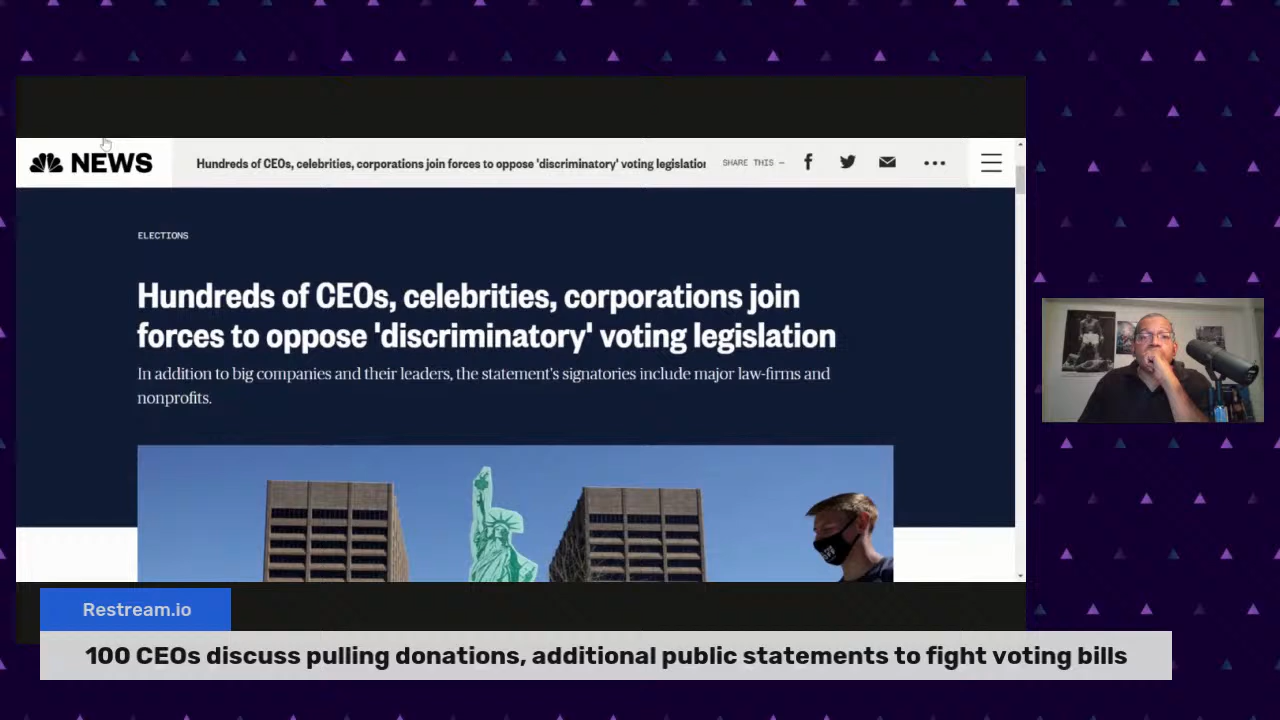 NEWS
Hundreds of CEOs, celebrities, corporations join forces to oppose 'discriminatory' voting legislation
SHARE THIS —
ELECTIONS
Hundreds of CEOs, celebrities, corporations join
forces to oppose 'discriminatory' voting legislation
In addition to big companies and their leaders, the statement's signatories include major law-firms and
nonprofits.
Restream.io
100 CEOs discuss pulling donations, additional public statements to fight voting bills